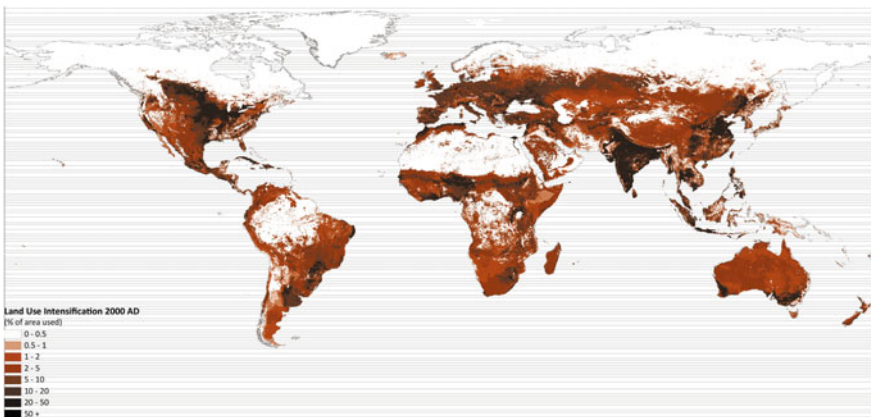 Land Use Intensification 2000 AD
(% of area used)
0 - 0.5
0.5 - 1
1 - 2
2 - 5
5 - 10
10 - 20
20 - 50
50 +